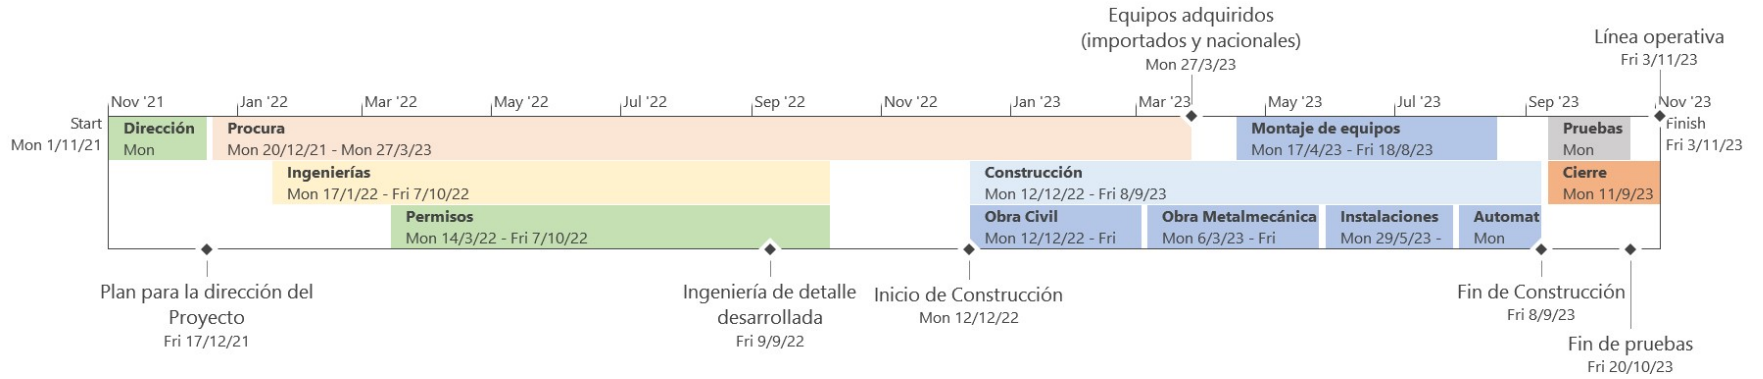 Equipos adquiridos
(importados y nacionales)
Mon 27/3/23
Línea operativa
Fri 3/11/23
Nov '21
Jan '22
Mar '22
May '22
Jul '22
Sep '22
Nov '22
Jan '23
Mar '23
May '23
Jul '23
Sep '23
Nov '23
Start
Mon 1/11/21
Dirección
Mon
Procura
Mon 20/12/21 - Mon 27/3/23
Montaje de equipos
Mon 17/4/23 - Fri 18/8/23
Pruebas
Mon
Finish
Fri 3/11/23
Ingenierías
Mon 17/1/22 - Fri 7/10/22
Construcción
Mon 12/12/22 - Fri 8/9/23
Cierre
Mon 11/9/23
Permisos
Mon 14/3/22 - Fri 7/10/22
Obra Civil
Mon 12/12/22 - Fri
Obra Metalmecánica
Mon 6/3/23 - Fri
Instalaciones
Mon 29/5/23 -
Automat
Mon
Plan para la dirección del
Proyecto
Fri 17/12/21
Ingeniería de detalle
desarrollada
Fri 9/9/22
Inicio de Construcción
Mon 12/12/22
Fin de Construcción
Fri 8/9/23
Fin de pruebas
Fri 20/10/23